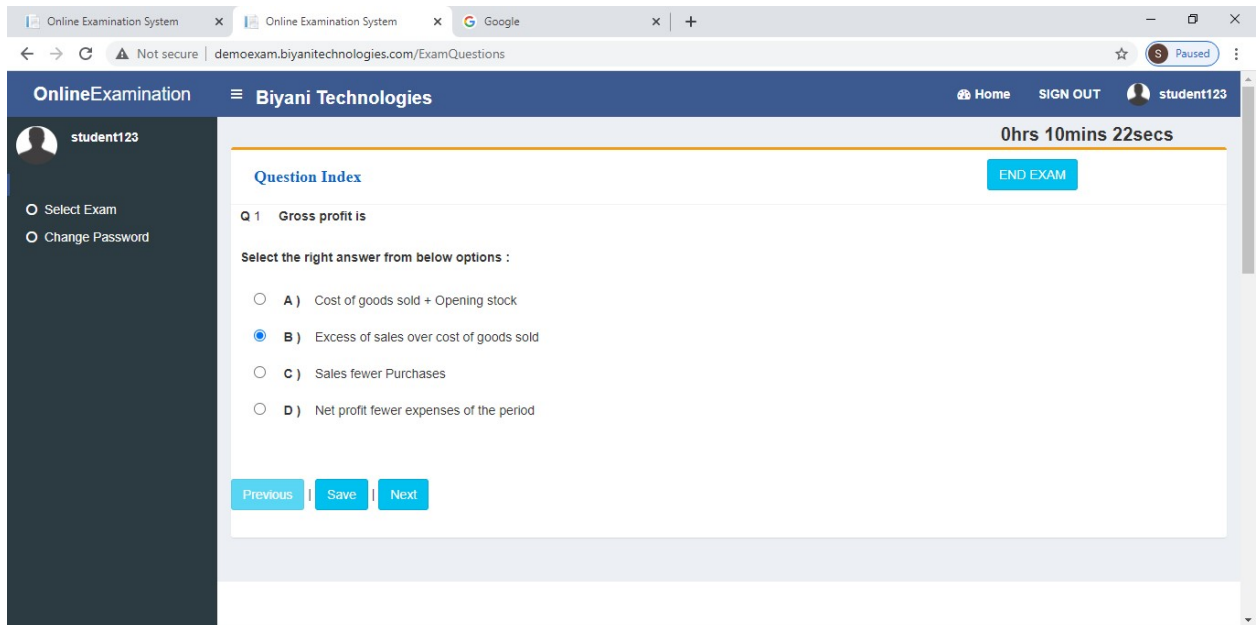 Online Examination System Online Examination System Google
Not secure demoexam.biyanitechnologies.com/ExamQuestions S Paused
OnlineExamination Biyani Technologies Home SIGN OUT student123
student123 0hrs 10mins 22secs
Question Index END EXAM
Select Exam
Q 1 Gross profit is
Change Password
Select the right answer from below options :
A ) Cost of goods sold + Opening stock
B ) Excess of sales over cost of goods sold
C ) Sales fewer Purchases
D ) Net profit fewer expenses of the period
Previous | Save | Next